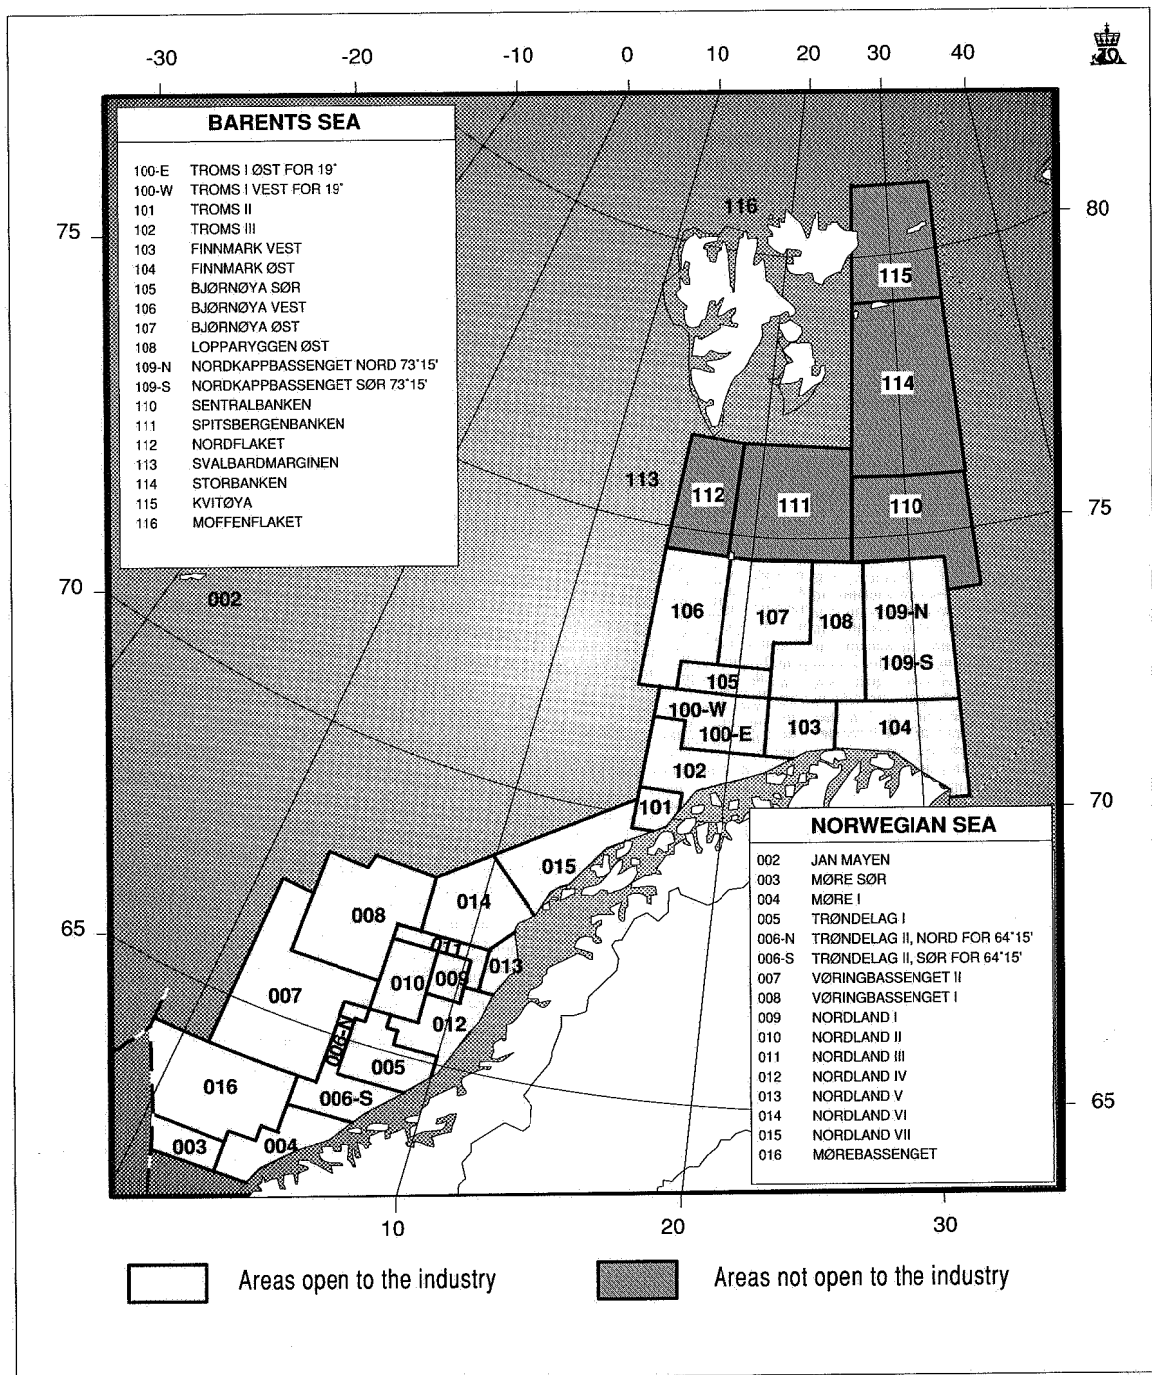 -30 -20 -10 0 10 20 30 40
BARENTS SEA
100-E TROMS I ØST FOR 19°
100-W TROMS I VEST FOR 19°
101 TROMS II
102 TROMS III
103 FINNMARK VEST
104 FINNMARK ØST
105 BJØRNØYA SØR
106 BJØRNØYA VEST
107 BJØRNØYA ØST
108 LOPPARYGGEN ØST
109-N NORDKAPPBASSENGET NORD 73°15'
109-S NORDKAPPBASSENGET SØR 73°15'
110 SENTRALBANKEN
111 SPITSBERGENBANKEN
112 NORDFLAKET
113 SVALBARDMARGINEN
114 STORBANKEN
115 KVITØYA
116 MOFFENFLAKET
75
70
65
80
75
70
65
116
115
114
113
112
111
110
002
106
107
108
109-N
109-S
105
100-W
100-E
103
104
102
101
015
014
008
011
013
010
009
007
012
006-N
005
016
006-S
003
004
NORWEGIAN SEA
002 JAN MAYEN
003 MØRE SØR
004 MØRE I
005 TRØNDELAG I
006-N TRØNDELAG II, NORD FOR 64°15'
006-S TRØNDELAG II, SØR FOR 64°15'
007 VØRINGBASSENGET II
008 VØRINGBASSENGET I
009 NORDLAND I
010 NORDLAND II
011 NORDLAND III
012 NORDLAND IV
013 NORDLAND V
014 NORDLAND VI
015 NORDLAND VII
016 MØREBASSENGET
10 20 30
Areas open to the industry
Areas not open to the industry